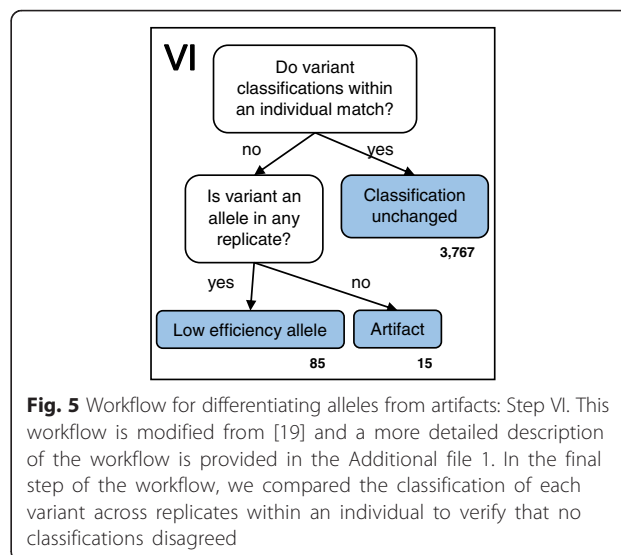 VI
Do variant
classifications within
an individual match?
no
yes
Is variant an
allele in any
replicate?
Classification
unchanged
3,767
yes
no
Low efficiency allele
Artifact
85
15
Fig. 5 Workflow for differentiating alleles from artifacts: Step VI. This
workflow is modified from [19] and a more detailed description
of the workflow is provided in the Additional file 1. In the final
step of the workflow, we compared the classification of each
variant across replicates within an individual to verify that no
classifications disagreed